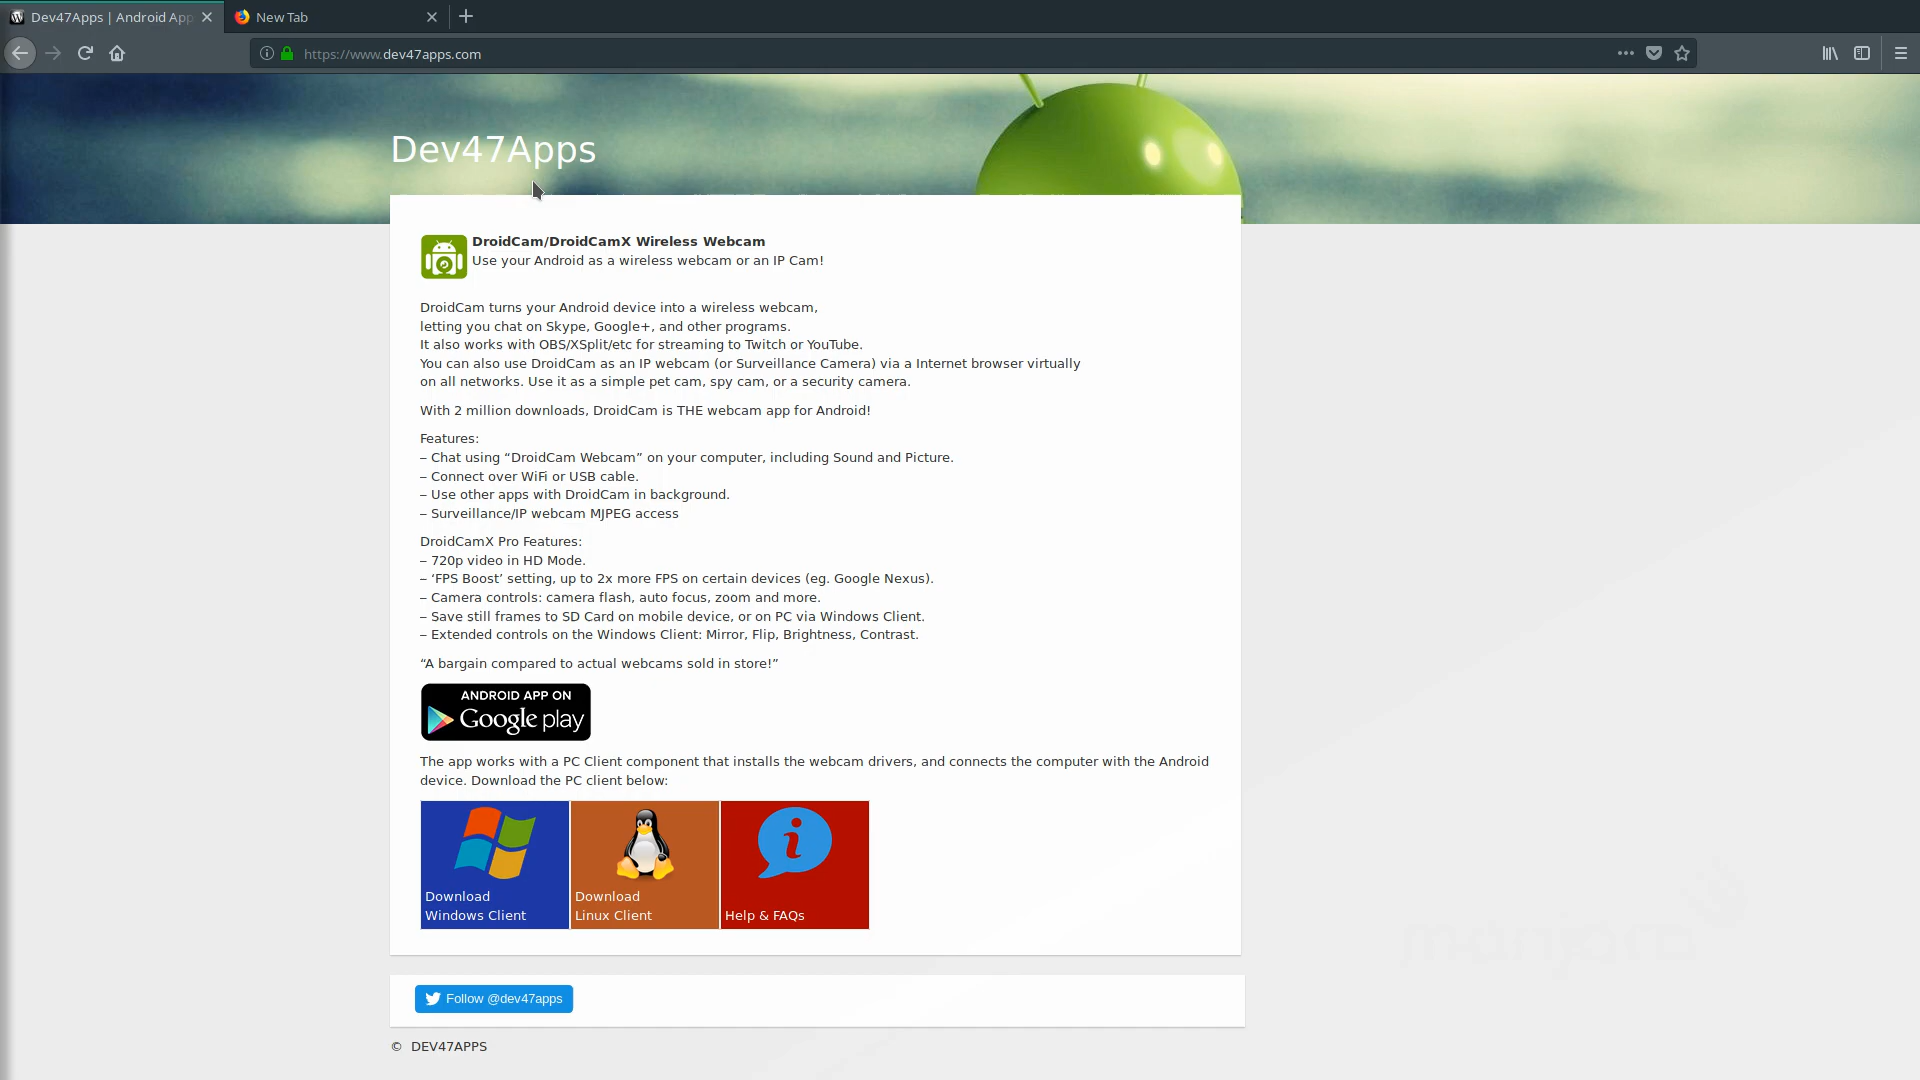 Dev47Apps | Android App
New Tab
https://www.dev47apps.com
Dev47Apps
DroidCam/DroidCamX Wireless Webcam
Use your Android as a wireless webcam or an IP Cam!
DroidCam turns your Android device into a wireless webcam,
letting you chat on Skype, Google+, and other programs.
It also works with OBS/XSplit/etc for streaming to Twitch or YouTube.
You can also use DroidCam as an IP webcam (or Surveillance Camera) via a Internet browser virtually
on all networks. Use it as a simple pet cam, spy cam, or a security camera.
With 2 million downloads, DroidCam is THE webcam app for Android!
Features:
– Chat using “DroidCam Webcam” on your computer, including Sound and Picture.
– Connect over WiFi or USB cable.
– Use other apps with DroidCam in background.
– Surveillance/IP webcam MJPEG access
DroidCamX Pro Features:
– 720p video in HD Mode.
– ‘FPS Boost’ setting, up to 2x more FPS on certain devices (eg. Google Nexus).
– Camera controls: camera flash, auto focus, zoom and more.
– Save still frames to SD Card on mobile device, or on PC via Windows Client.
– Extended controls on the Windows Client: Mirror, Flip, Brightness, Contrast.
“A bargain compared to actual webcams sold in store!”
ANDROID APP ON
Google play
The app works with a PC Client component that installs the webcam drivers, and connects the computer with the Android
device. Download the PC client below:
Download
Windows Client
Download
Linux Client
Help & FAQs
manjaro
Follow @dev47apps
© DEV47APPS